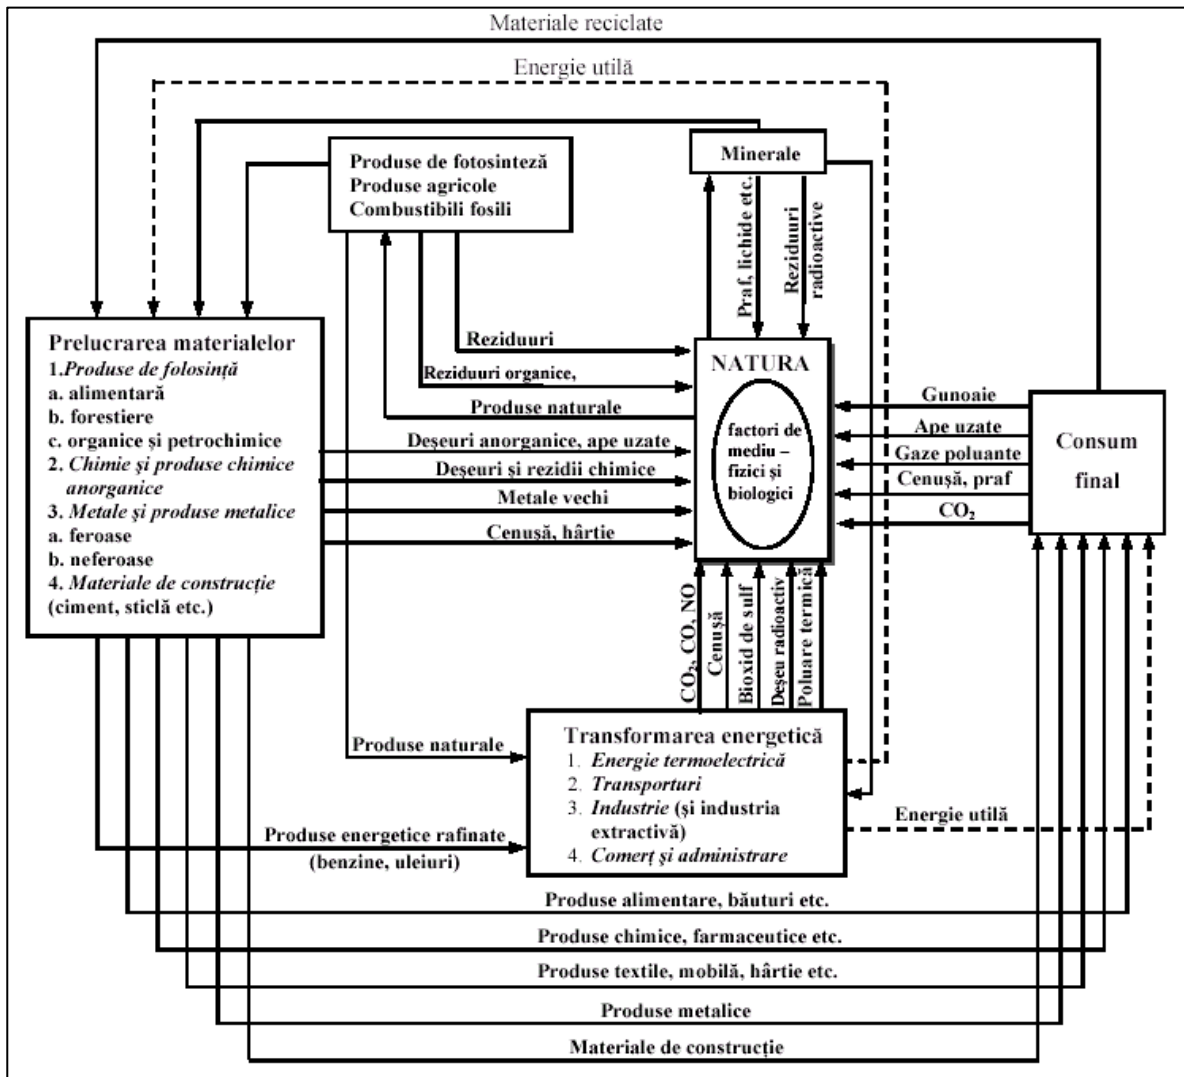 Materiale reciclate
Energie utilă
Minerale
Produse de fotosinteză
Produse agricole
Combustibili fosili
Praf, lichide etc.
Reziduuri
radioactive
Prelucrarea materialelor
1.Produse de folosință
a. alimentară
b. forestiere
c. organice și petrochimice
2. Chimie și produse chimice
anorganice
3. Metale și produse metalice
a. feroase
b. neferoase
4. Materiale de construcție
(ciment, sticlă etc.)
Reziduuri
Reziduuri organice,
Produse naturale
Deșeuri anorganice, ape uzate
Deșeuri și rezidii chimice
Metale vechi
Cenușă, hârtie
NATURA
factori de
mediu –
fizici și
biologici
Gunoaie
Ape uzate
Gaze poluante
Cenușă, praf
CO₂
Consum
final
CO₂, CO, NO
Cenușă
Bioxid de sulf
Deșeu radioactiv
Poluare termică
Produse naturale
Transformarea energetică
1. Energie termoelectrică
2. Transporturi
3. Industrie (și industria
extractivă)
4. Comerț și administrare
Energie utilă
Produse energetice rafinate
(benzine, uleiuri)
Produse alimentare, băuturi etc.
Produse chimice, farmaceutice etc.
Produse textile, mobilă, hârtie etc.
Produse metalice
Materiale de construcție